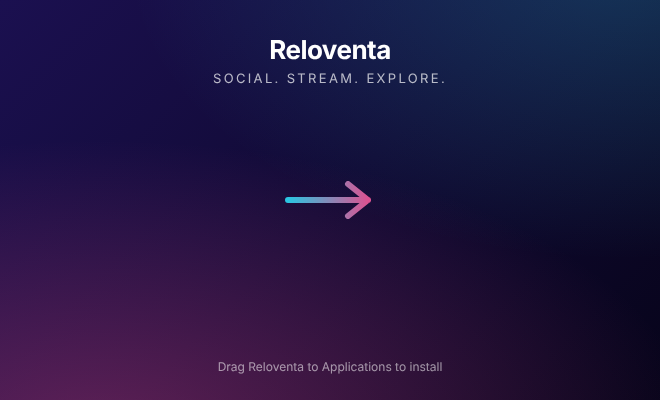 Reloventa
SOCIAL. STREAM. EXPLORE.
Drag Reloventa to Applications to install